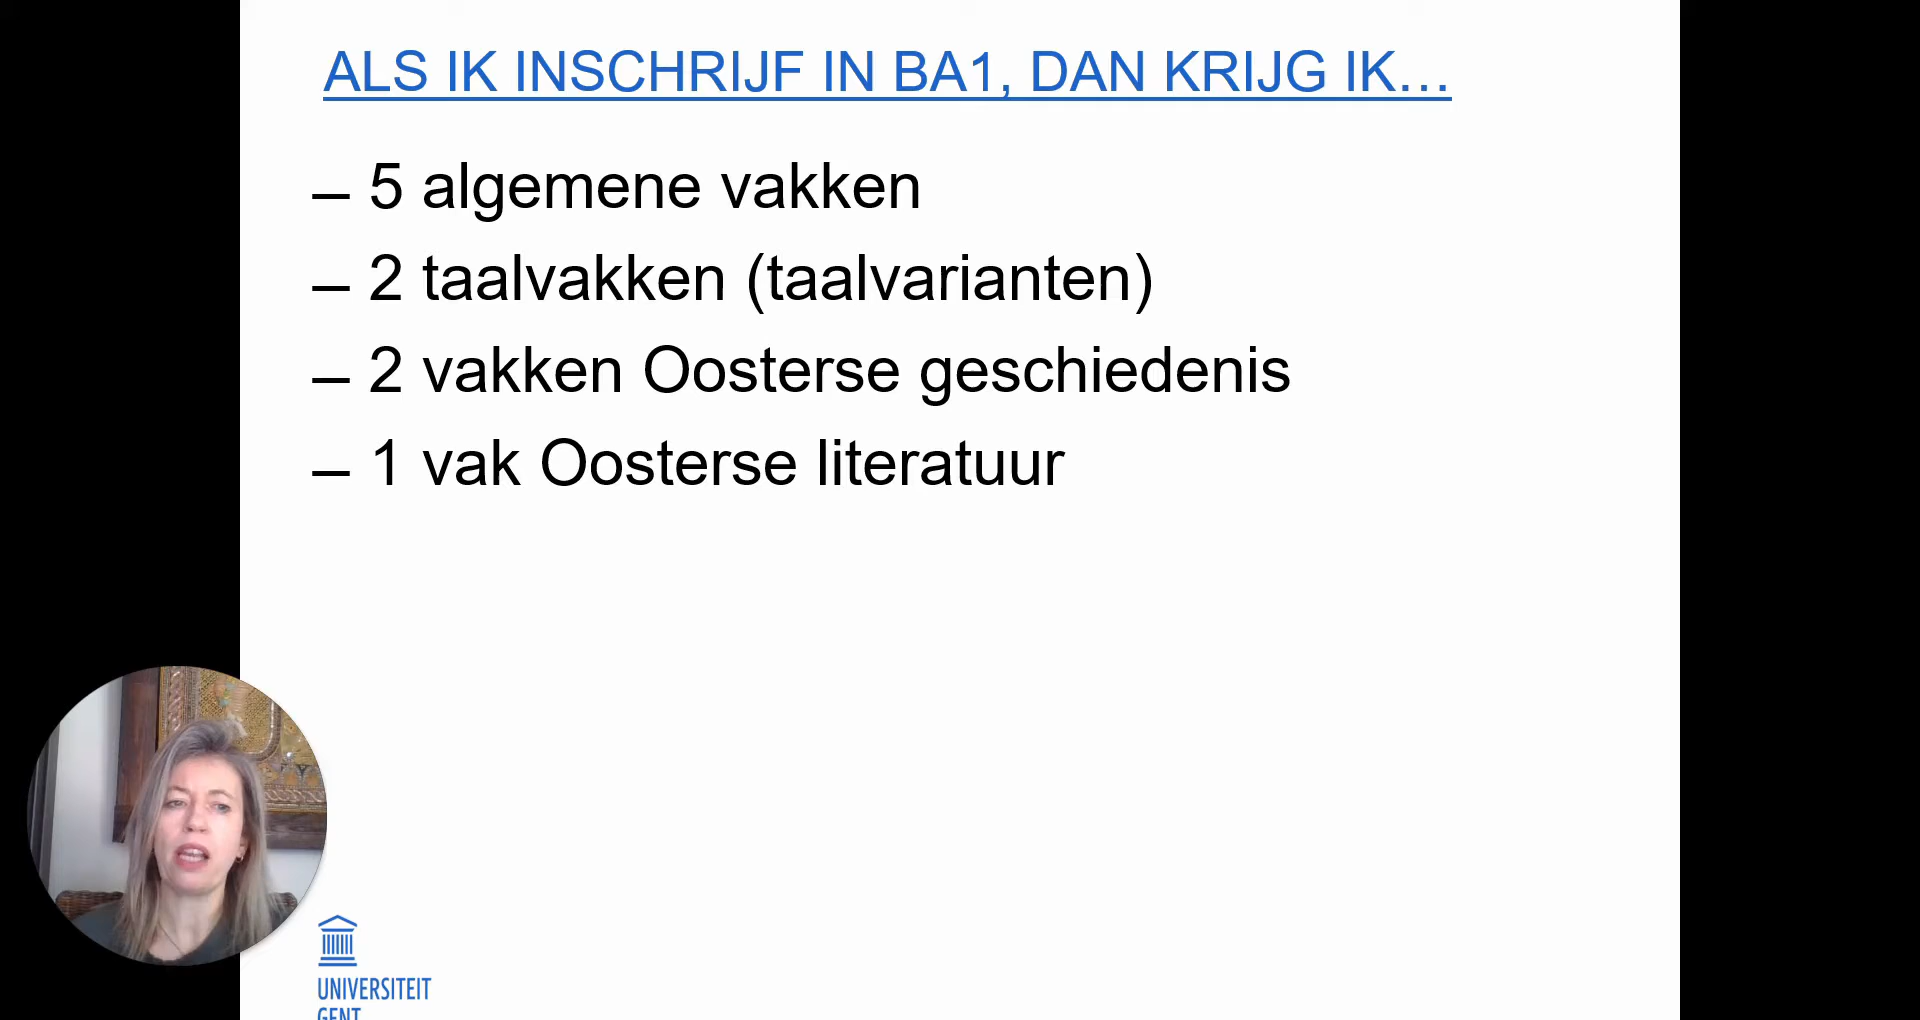 ALS IK INSCHRIJF IN BA1, DAN KRIJG IK…
– 5 algemene vakken
– 2 taalvakken (taalvarianten)
– 2 vakken Oosterse geschiedenis
– 1 vak Oosterse literatuur
UNIVERSITEIT
GENT